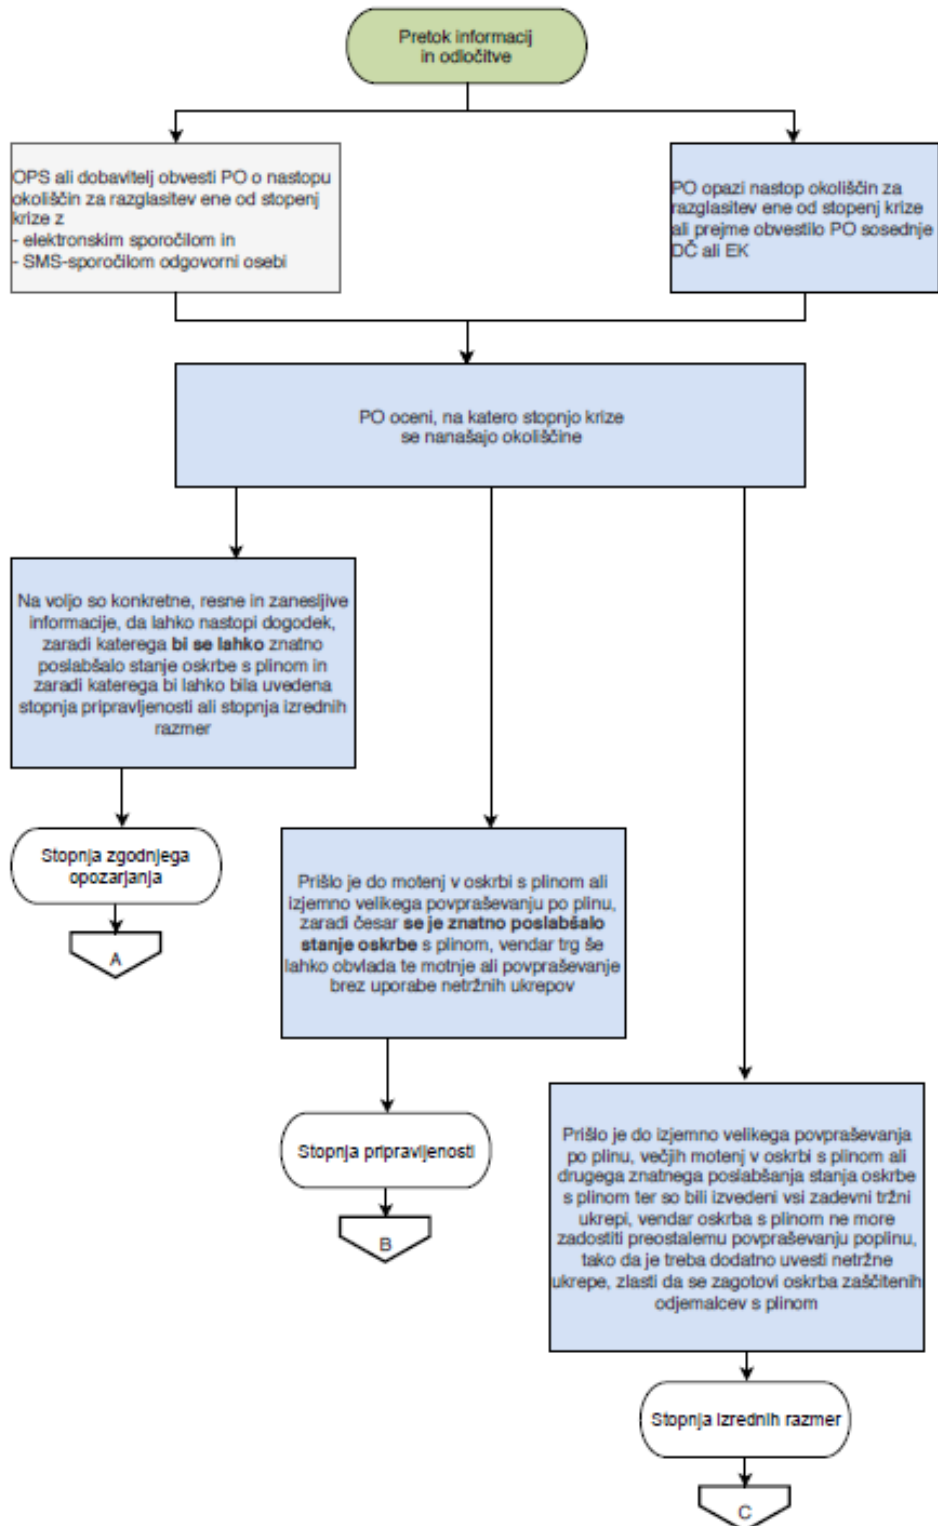 Pretok informacij
in odločitve
OPS ali dobavitelj obvesti PO o nastopu
okoliščin za razglasitev ene od stopenj
krize z
- elektronskim sporočilom in
- SMS-sporočilom odgovorni osebi
PO opazi nastop okoliščin za
razglasitev ene od stopenj krize
ali prejme obvestilo PO sosednje
DČ ali EK
PO oceni, na katero stopnjo krize
se nanašajo okoliščine
Na voljo so konkretne, resne in zanesljive
informacije, da lahko nastopi dogodek,
zaradi katerega bi se lahko znatno
poslabšalo stanje oskrbe s plinom in
zaradi katerega bi lahko bila uvedena
stopnja pripravljenosti ali stopnja izrednih
razmer
Stopnja zgodnjega
opozarjanja
A
Prišlo je do motenj v oskrbi s plinom ali
izjemno velikega povpraševanju po plinu,
zaradi česar se je znatno poslabšalo
stanje oskrbe s plinom, vendar trg še
lahko obvlada te motnje ali povpraševanje
brez uporabe netržnih ukrepov
Stopnja pripravljenosti
B
Prišlo je do izjemno velikega povpraševanja
po plinu, večjih motenj v oskrbi s plinom ali
drugega znatnega poslabšanja stanja oskrbe
s plinom ter so bili izvedeni vsi zadevni tržni
ukrepi, vendar oskrba s plinom ne more
zadostiti preostalemu povpraševanju poplinu,
tako da je treba dodatno uvesti netržne
ukrepe, zlasti da se zagotovi oskrba zaščitenih
odjemalcev s plinom
Stopnja izrednih razmer
C